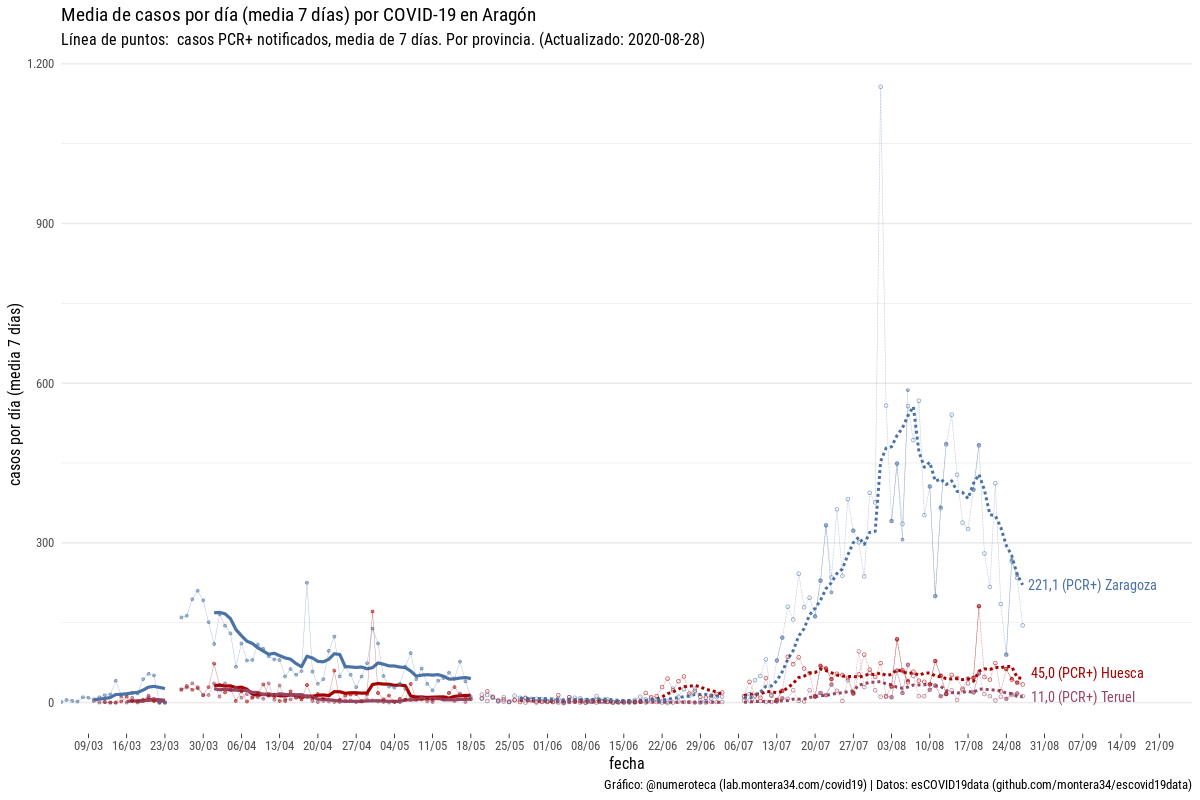 Media de casos por día (media 7 días) por COVID-19 en Aragón
Línea de puntos:  casos PCR+ notificados, media de 7 días. Por provincia. (Actualizado: 2020-08-28)
casos por día (media 7 días)
1.200
900
600
300
0
221,1 (PCR+) Zaragoza
45,0 (PCR+) Huesca
11,0 (PCR+) Teruel
09/03 16/03 23/03 30/03 06/04 13/04 20/04 27/04 04/05 11/05 18/05 25/05 01/06 08/06 15/06 22/06 29/06 06/07 13/07 20/07 27/07 03/08 10/08 17/08 24/08 31/08 07/09 14/09 21/09
fecha
Gráfico: @numeroteca (lab.montera34.com/covid19) | Datos: esCOVID19data (github.com/montera34/escovid19data)